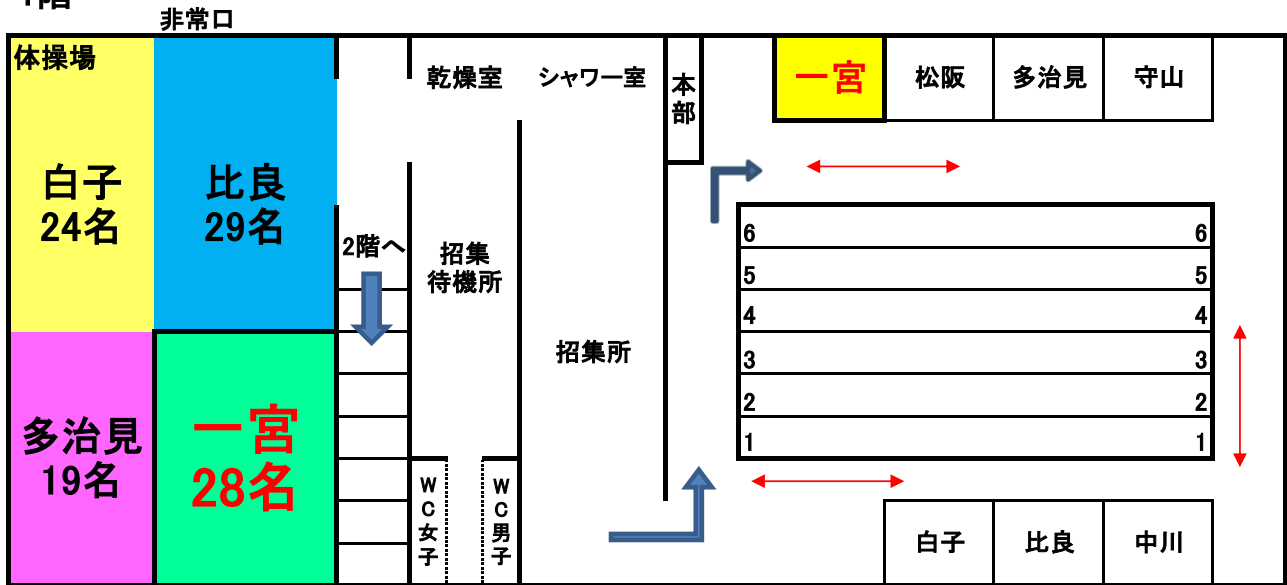 1階
非常口
体操場
白子
24名
比良
29名
多治見
19名
一宮
28名
2階へ
乾燥室
シャワー室
招集
待機所
招集所
WC女子
WC男子
本部
一宮
松阪
多治見
守山
6
6
5
5
4
4
3
3
2
2
1
1
白子
比良
中川